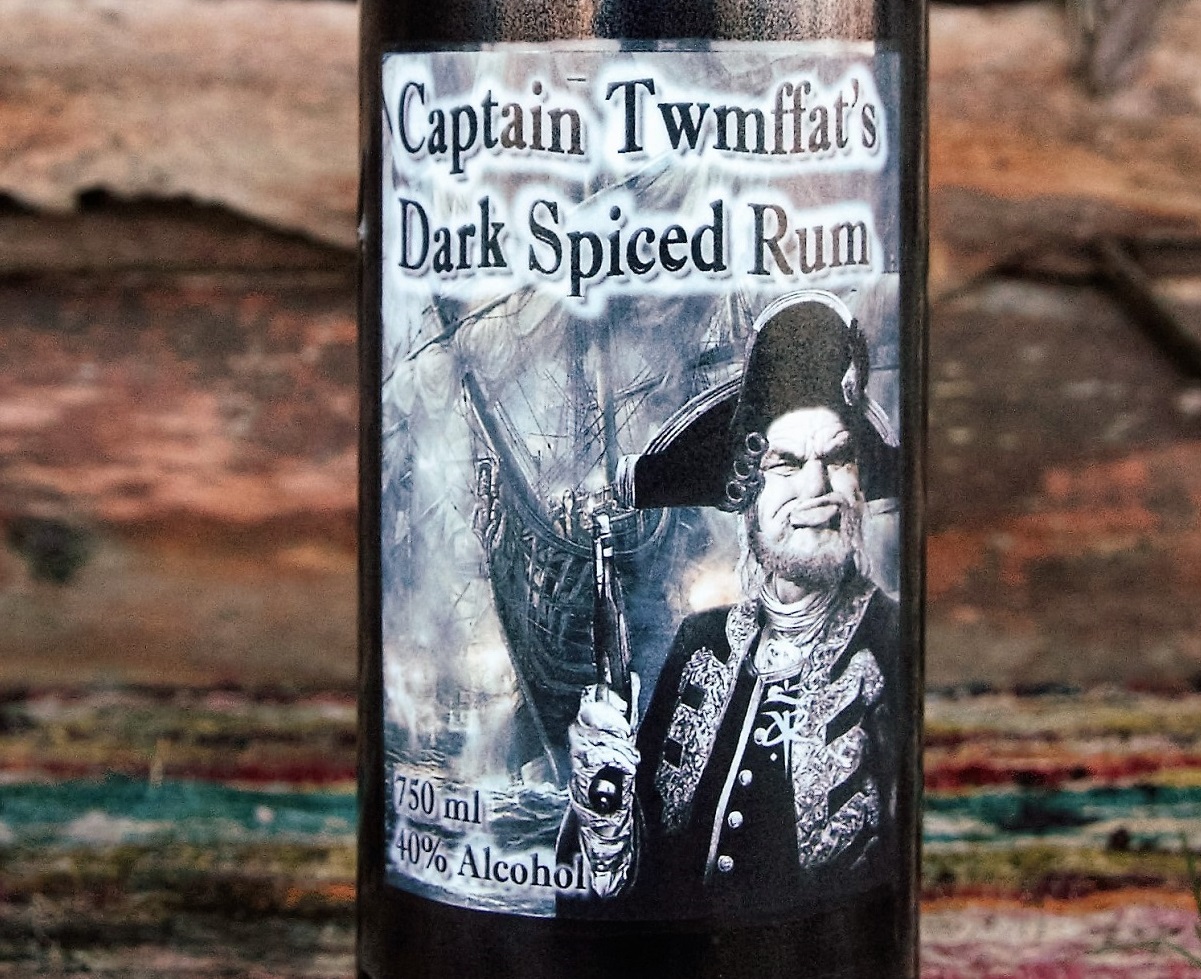 Captain Twmffat's
Dark Spiced Rum
750 ml
40% Alcohol